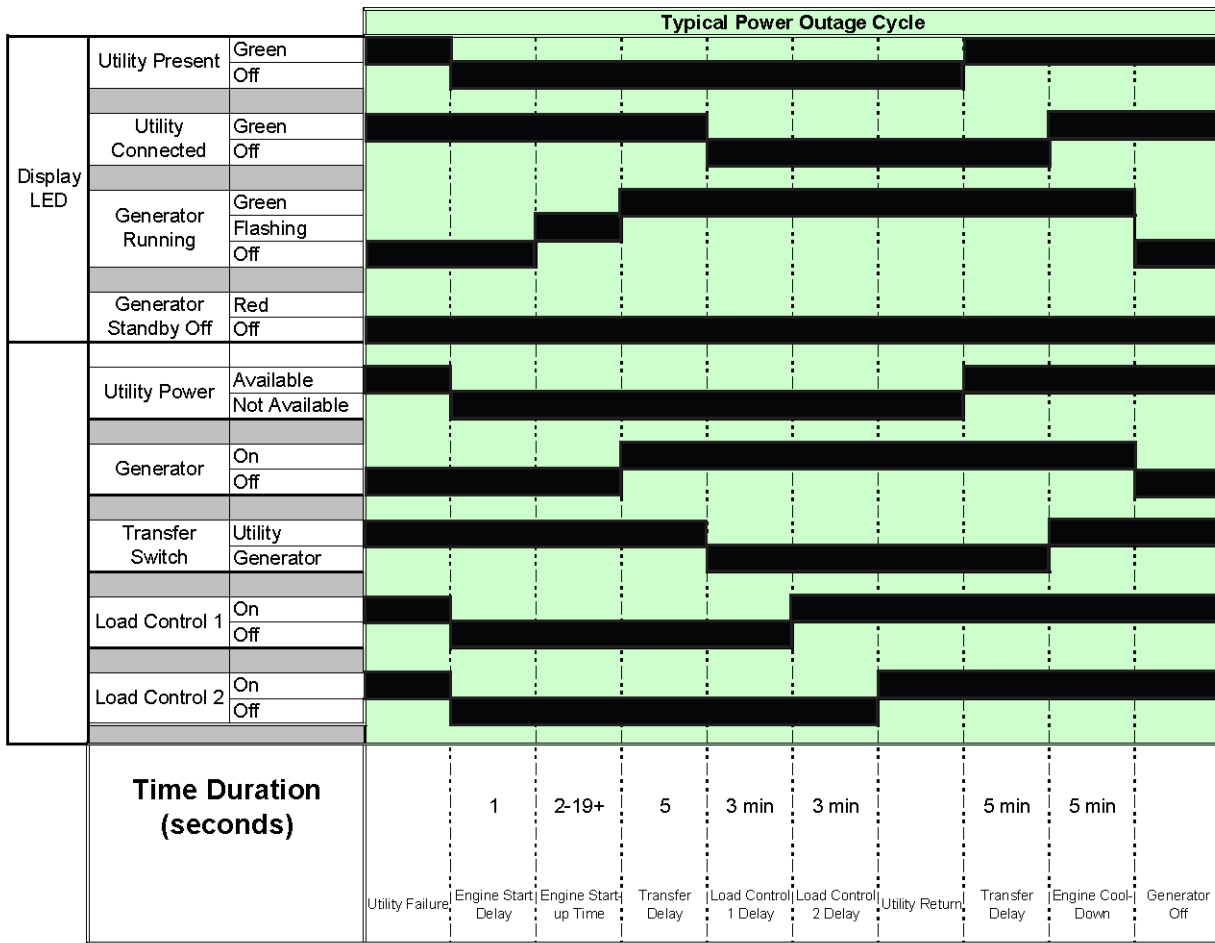 Typical Power Outage Cycle
Display
LED
Utility Present
Green
Off
Utility
Connected
Green
Off
Generator
Running
Green
Flashing
Off
Generator
Standby Off
Red
Off
Utility Power
Available
Not Available
Generator
On
Off
Transfer
Switch
Utility
Generator
Load Control 1
On
Off
Load Control 2
On
Off
Time Duration
(seconds)
1
2-19+
5
3 min
3 min
5 min
5 min
Utility Failure
Engine Start
Delay
Engine Start-
up Time
Transfer
Delay
Load Control
1 Delay
Load Control
2 Delay
Utility Return
Transfer
Delay
Engine Cool-
Down
Generator
Off